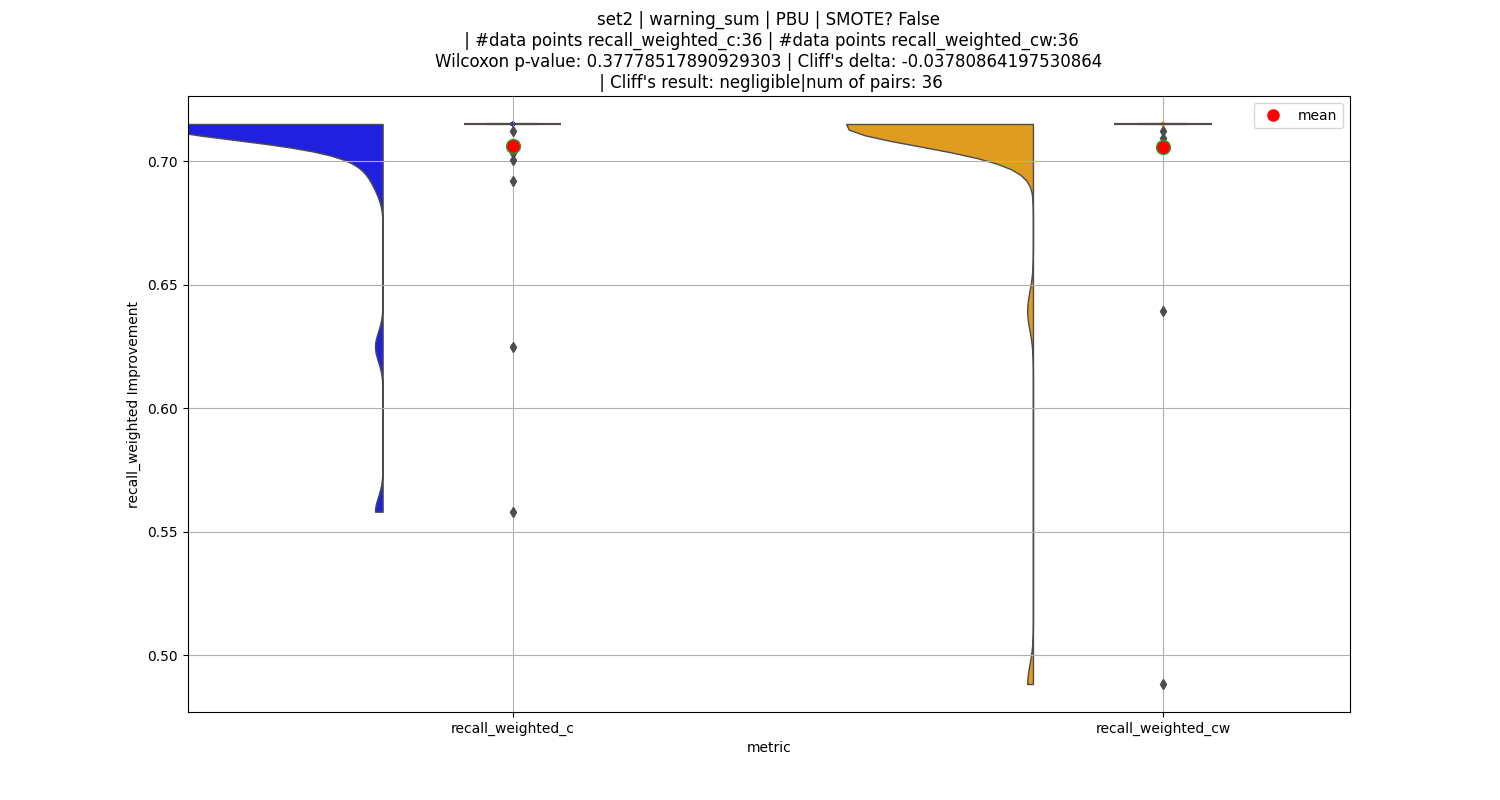 set2 | warning_sum | PBU | SMOTE? False
| #data points recall_weighted_c:36 | #data points recall_weighted_cw:36
Wilcoxon p-value: 0.37778517890929303 | Cliff's delta: -0.03780864197530864
| Cliff's result: negligible|num of pairs: 36
mean
recall_weighted Improvement
0.70
0.65
0.60
0.55
0.50
recall_weighted_c
recall_weighted_cw
metric